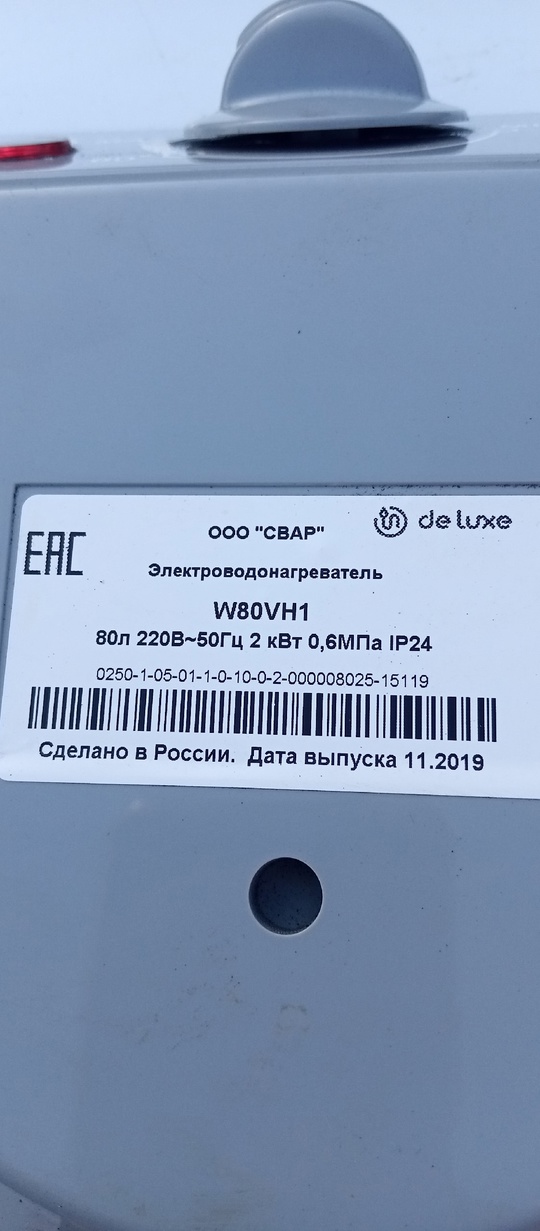 de luxe
ООО "СВАР"
EAC
Электроводонагреватель
W80VH1
80л 220В~50Гц 2 кВт 0,6МПа IP24
0250-1-05-01-1-0-10-0-2-000008025-15119
Сделано в России. Дата выпуска 11.2019